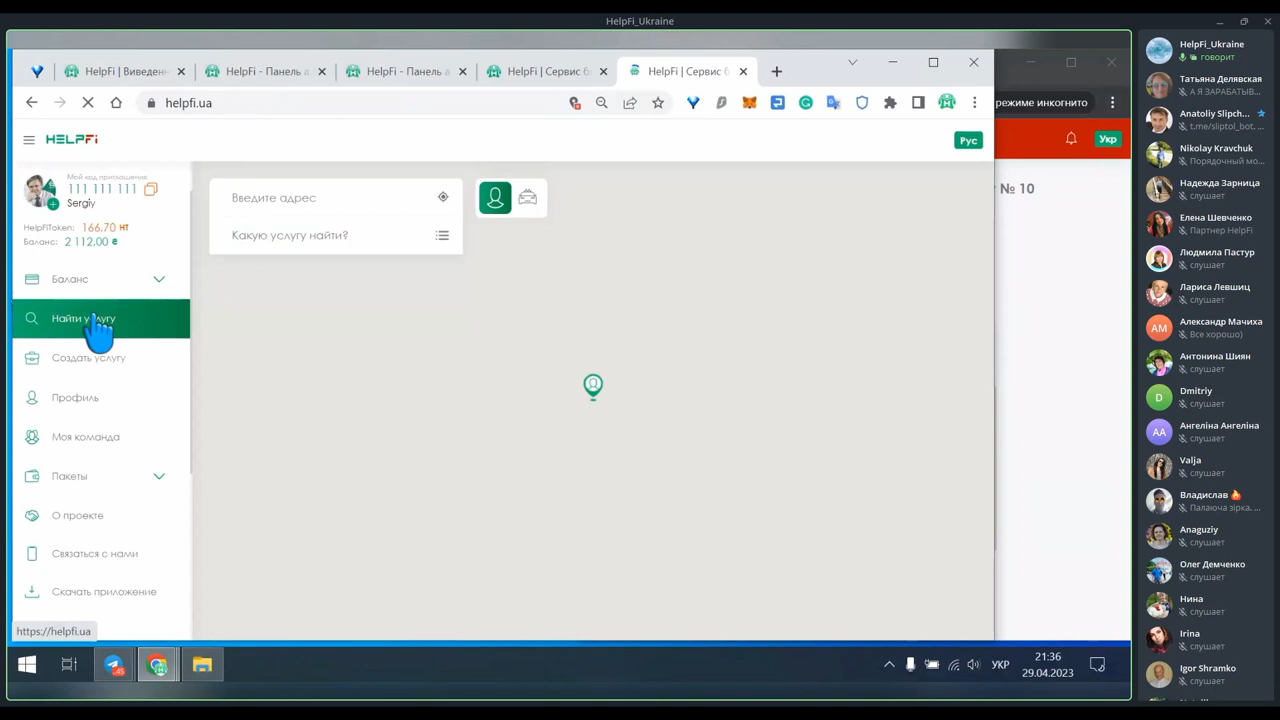 HelpFi_Ukraine
HelpFi | Виведенн
HelpFi - Панель а
HelpFi - Панель а
HelpFi | Сервис б
HelpFi | Сервис б
helpfi.ua
режиме инкогнито
HELPFi
Рус
Укр
Мой код приглашения:
111 111 111
Sergiy
HelpFiToken: 166.70 HT
Баланс: 2 112,00 ₴
Введите адрес
Какую услугу найти?
№ 10
Баланс
Найти услугу
Создать услугу
Профиль
Моя команда
Пакеты
О проекте
Связаться с нами
Скачать приложение
https://helpfi.ua
45
УКР
21:36
29.04.2023
HelpFi_Ukraine
говорит
Татьяна Делявская
А.Я ЗАРАБАТЫВ...
Anatoliy Slipch...
t.me/sliptol_bot. ...
Nikolay Kravchuk
Порядочный мо...
Надежда Зарница
слушает
Елена Шевченко
Партнер HelpFi
Людмила Пастур
слушает
Лариса Левшиц
слушает
АМ
Александр Мачиха
Все хорошо)
Антонина Шиян
слушает
D
Dmitriy
слушает
АА
Ангеліна Ангеліна
слушает
Valja
слушает
Владислав 🔥
Палаюча зірка. ...
Anaguziy
слушает
Олег Демченко
слушает
Нина
слушает
Irina
слушает
Igor Shramko
слушает